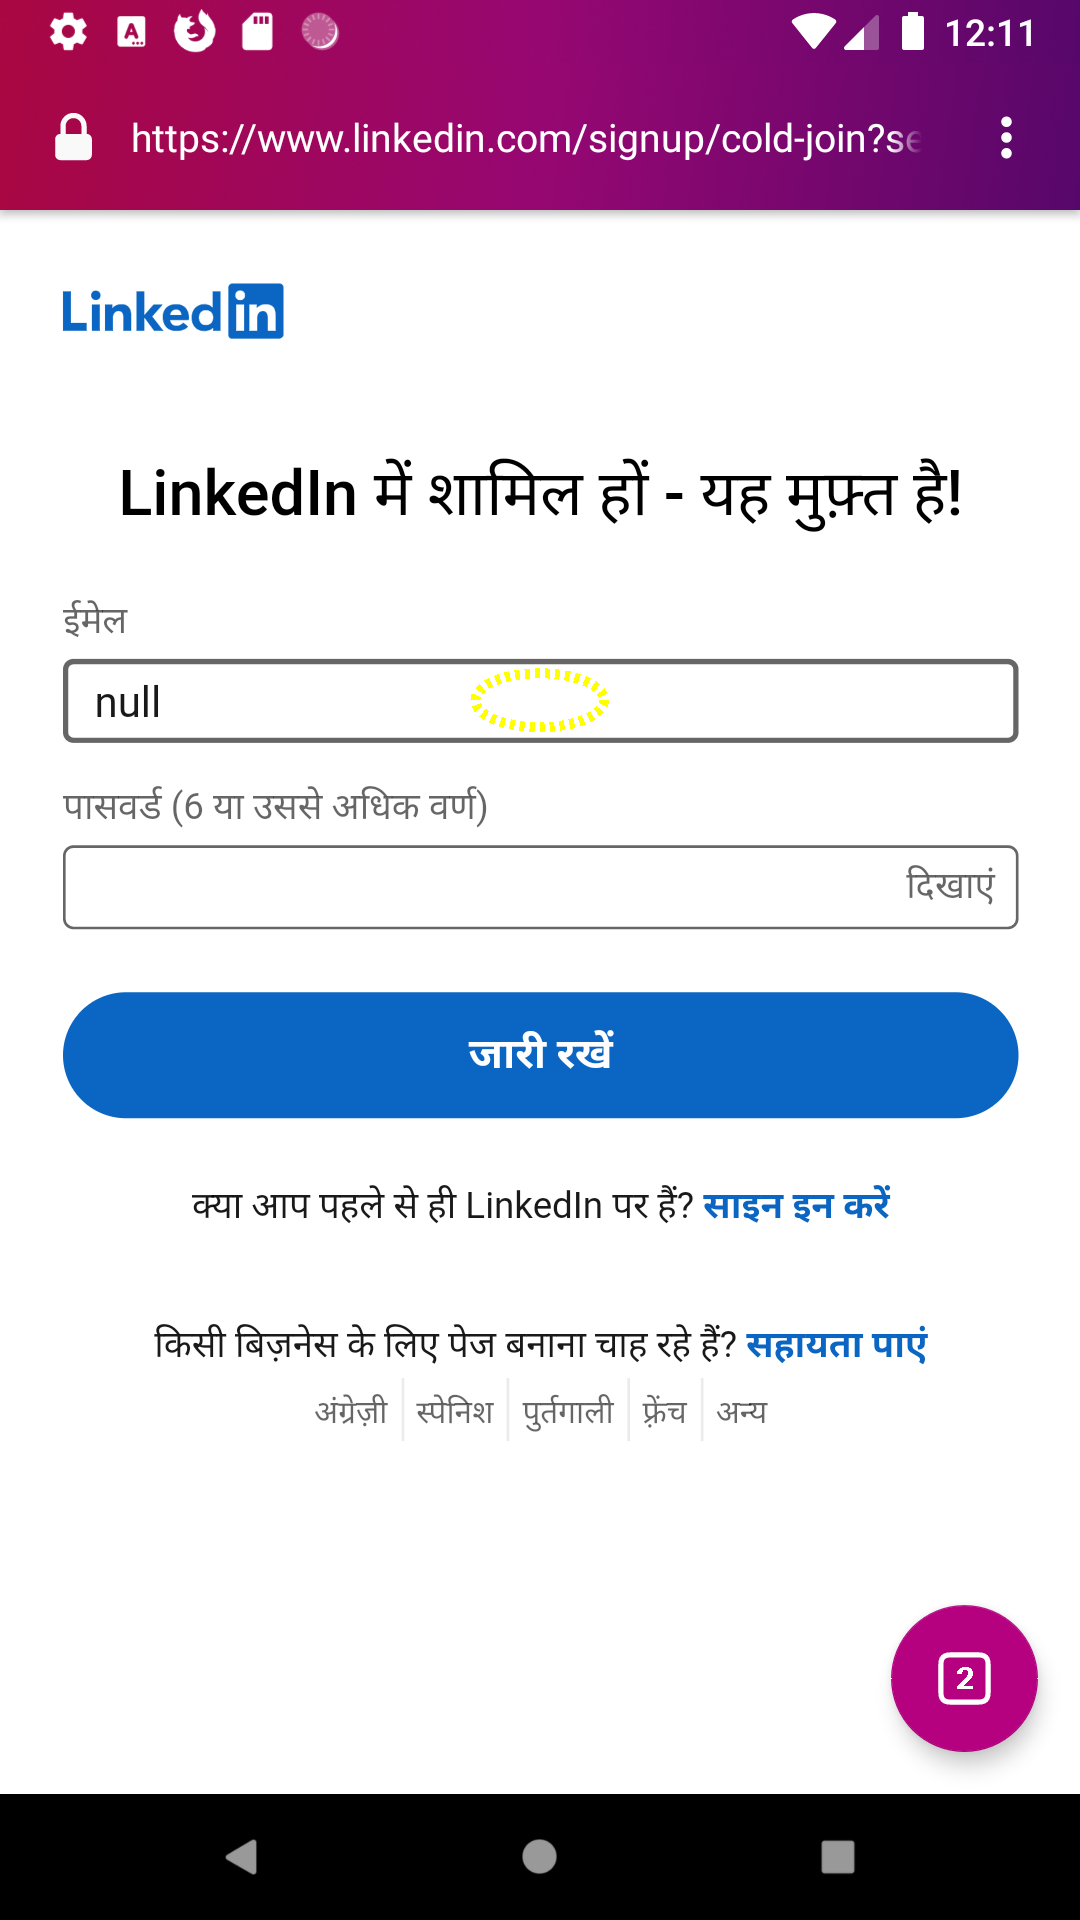 12:11
https://www.linkedin.com/signup/cold-join?se
Linkedin
LinkedIn में शामिल हों - यह मुफ़्त है!
ईमेल
null
पासवर्ड (6 या उससे अधिक वर्ण)
दिखाएं
जारी रखें
क्या आप पहले से ही LinkedIn पर हैं? साइन इन करें
किसी बिज़नेस के लिए पेज बनाना चाह रहे हैं? सहायता पाएं
अंग्रेज़ी स्पेनिश पुर्तगाली फ़्रेंच अन्य
2